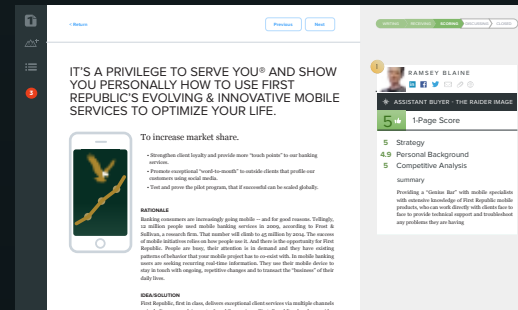 < Return
Previous
Next
SCORING
3
IT'S A PRIVILEGE TO SERVE YOU® AND SHOW
YOU PERSONALLY HOW TO USE FIRST
REPUBLIC'S EVOLVING & INNOVATIVE MOBILE
SERVICES TO OPTIMIZE YOUR LIFE.
To increase market share.
• Strengthen client loyalty and provide more "touch points" to our banking
services.
• Promote exceptional "word-to-mouth" to outside clients that profile our
customers using social media.
• Test and prove the pilot program, that if successful can be scaled globally.
RATIONALE
Banking consumers are increasingly going mobile — and for good reasons. Tellingly,
12 million people used mobile banking services in 2009, according to Frost &
Sullivan, a research firm. That number will climb to 45 million by 2014. The success
of mobile initiatives relies on how people use it. And there is the opportunity for First
Republic. People are busy, their attention is in demand and they have existing
patterns of behavior that your mobile project has to co-exist with. In mobile banking
users are seeking recurring real-time information. They use their mobile device to
stay in touch with ongoing, repetitive changes and to transact the "business" of their
daily lives.
IDEA/SOLUTION
First Republic, first in class, delivers exceptional client services via multiple channels
1
RAMSEY BLAINE
ASSISTANT BUYER - THE RAIDER IMAGE
5 1-Page Score
5 Strategy
4.9 Personal Background
5 Competitive Analysis
summary
Providing a "Genius Bar" with mobile specialists
with extensive knowledge of First Republic mobile
products, who can work directly with clients face to
face to provide technical support and troubleshoot
any problems they are having